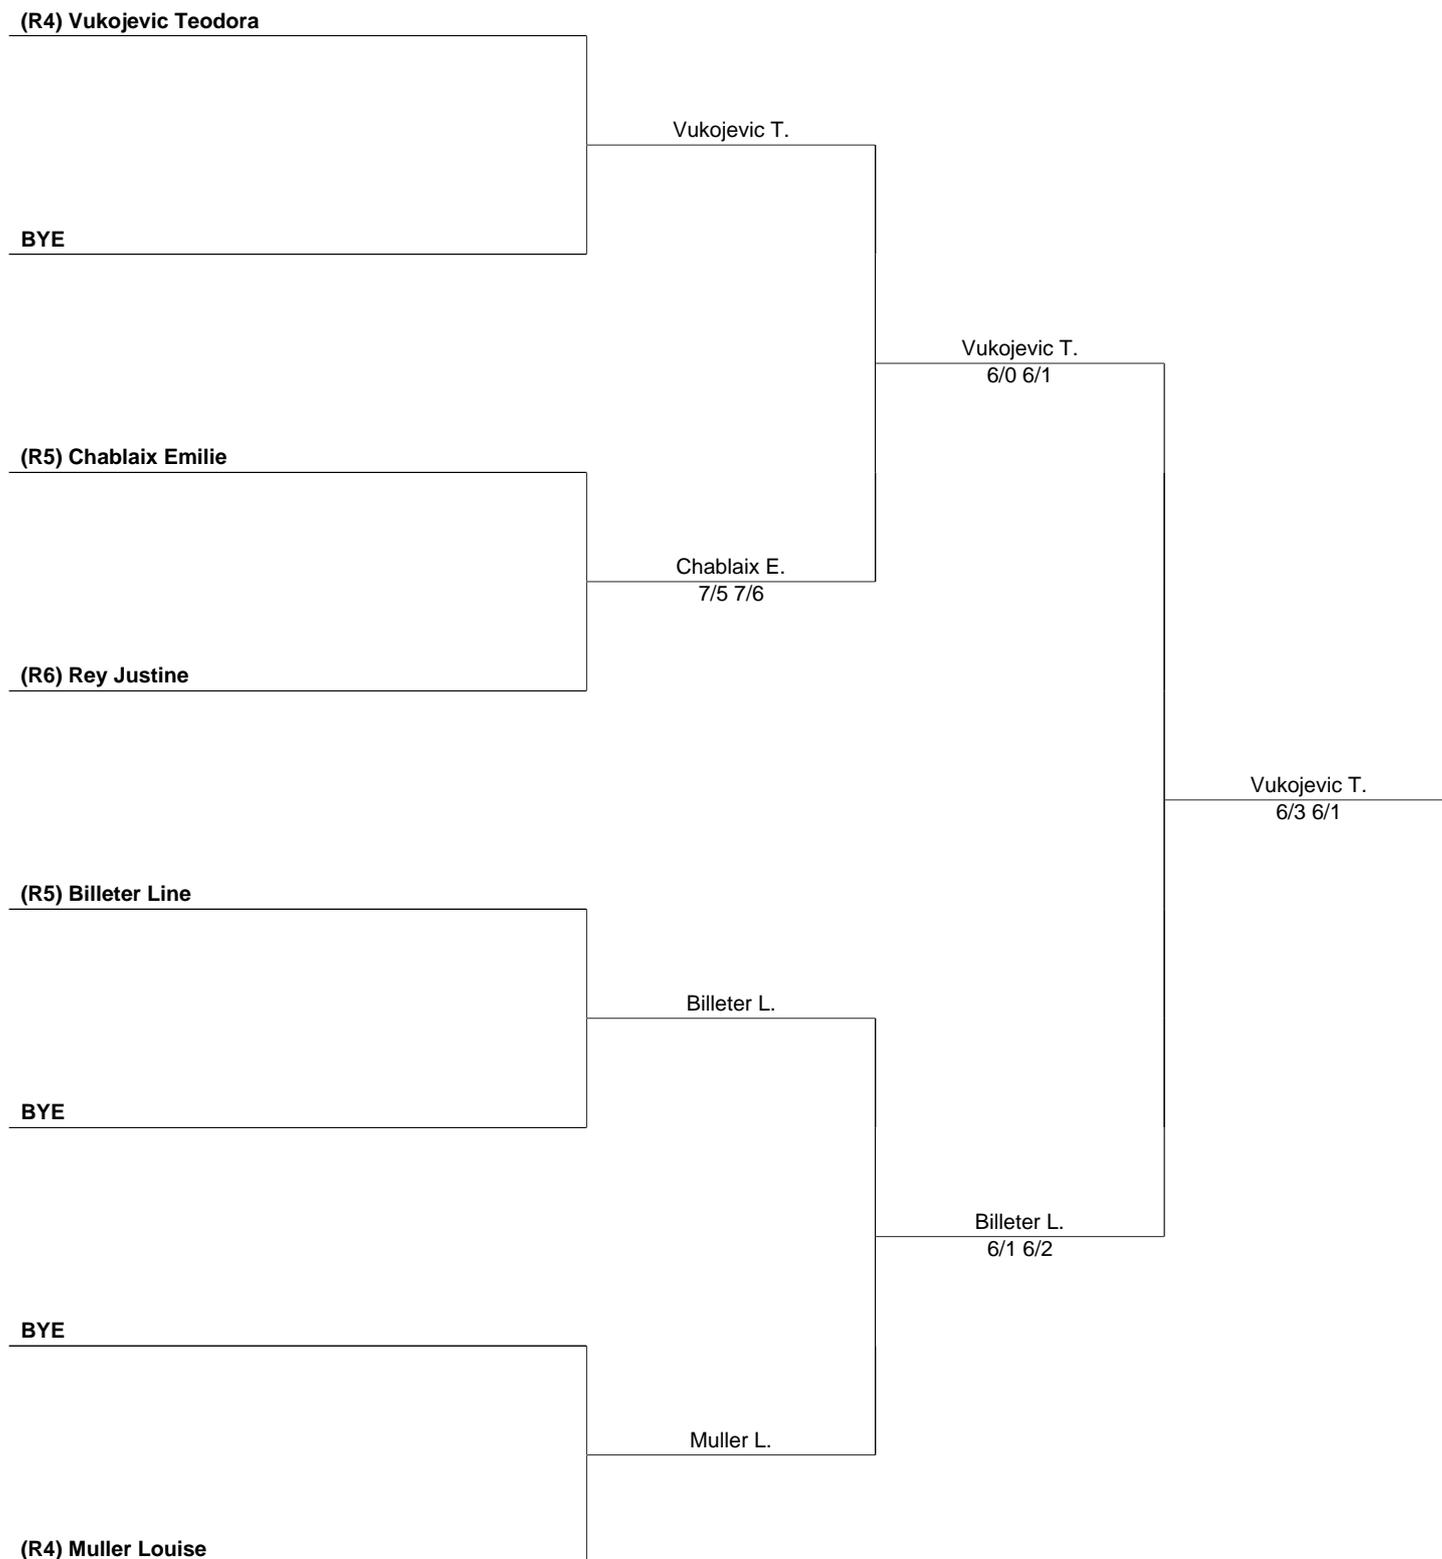 (R4) Vukojevic Teodora
Vukojevic T.
BYE
Vukojevic T.
6/0 6/1
(R5) Chablaix Emilie
Chablaix E.
7/5 7/6
(R6) Rey Justine
Vukojevic T.
6/3 6/1
(R5) Billeter Line
Billeter L.
BYE
Billeter L.
6/1 6/2
BYE
Muller L.
(R4) Muller Louise